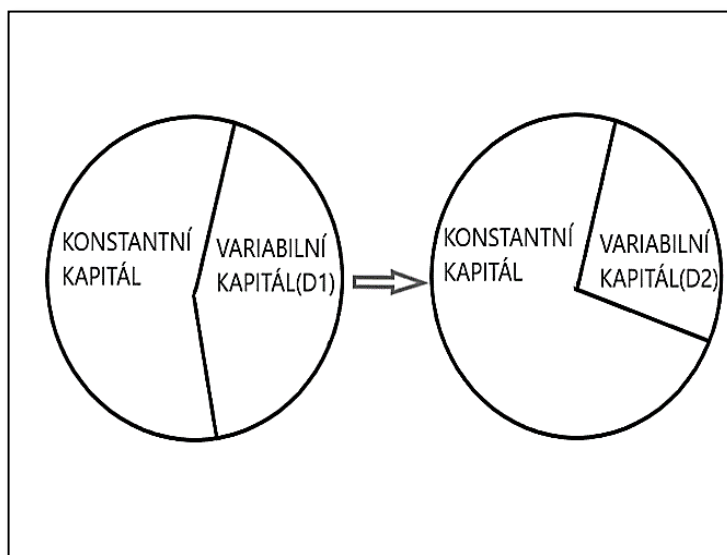 KONSTANTNÍ
KAPITÁL
VARIABILNÍ
KAPITÁL(D1)
KONSTANTNÍ
KAPITÁL
VARIABILNÍ
KAPITÁL(D2)